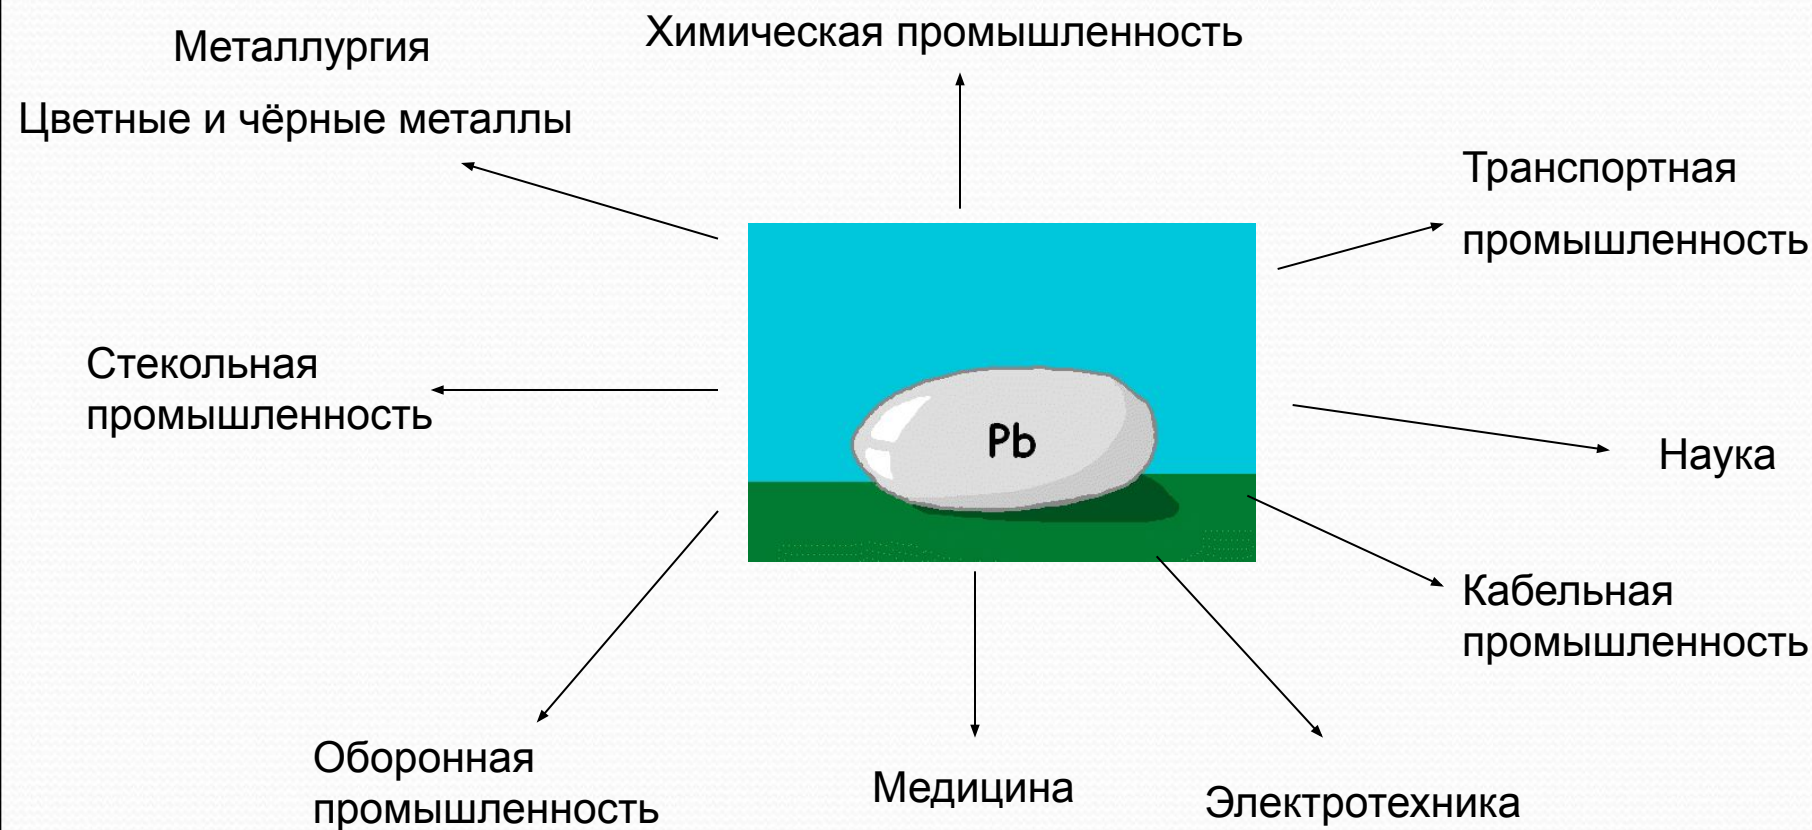 Металлургия
Цветные и чёрные металлы
Химическая промышленность
Транспортная
промышленность
Стекольная
промышленность
Pb
Наука
Кабельная
промышленность
Оборонная
промышленность
Медицина
Электротехника